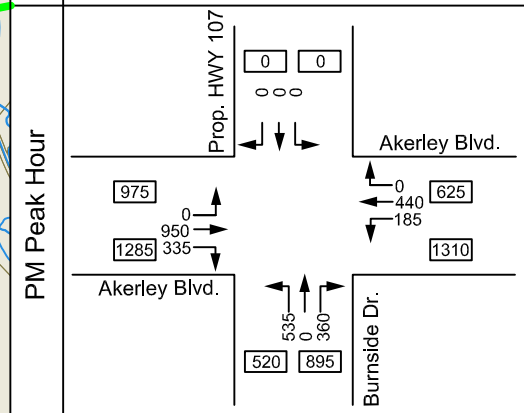 PM Peak Hour
Prop. HWY 107
0 0
0 0 0
Akerley Blvd.
975
0
950
335
1285
0
440
185
625
1310
Akerley Blvd.
535 0 360
520 895
Burnside Dr.